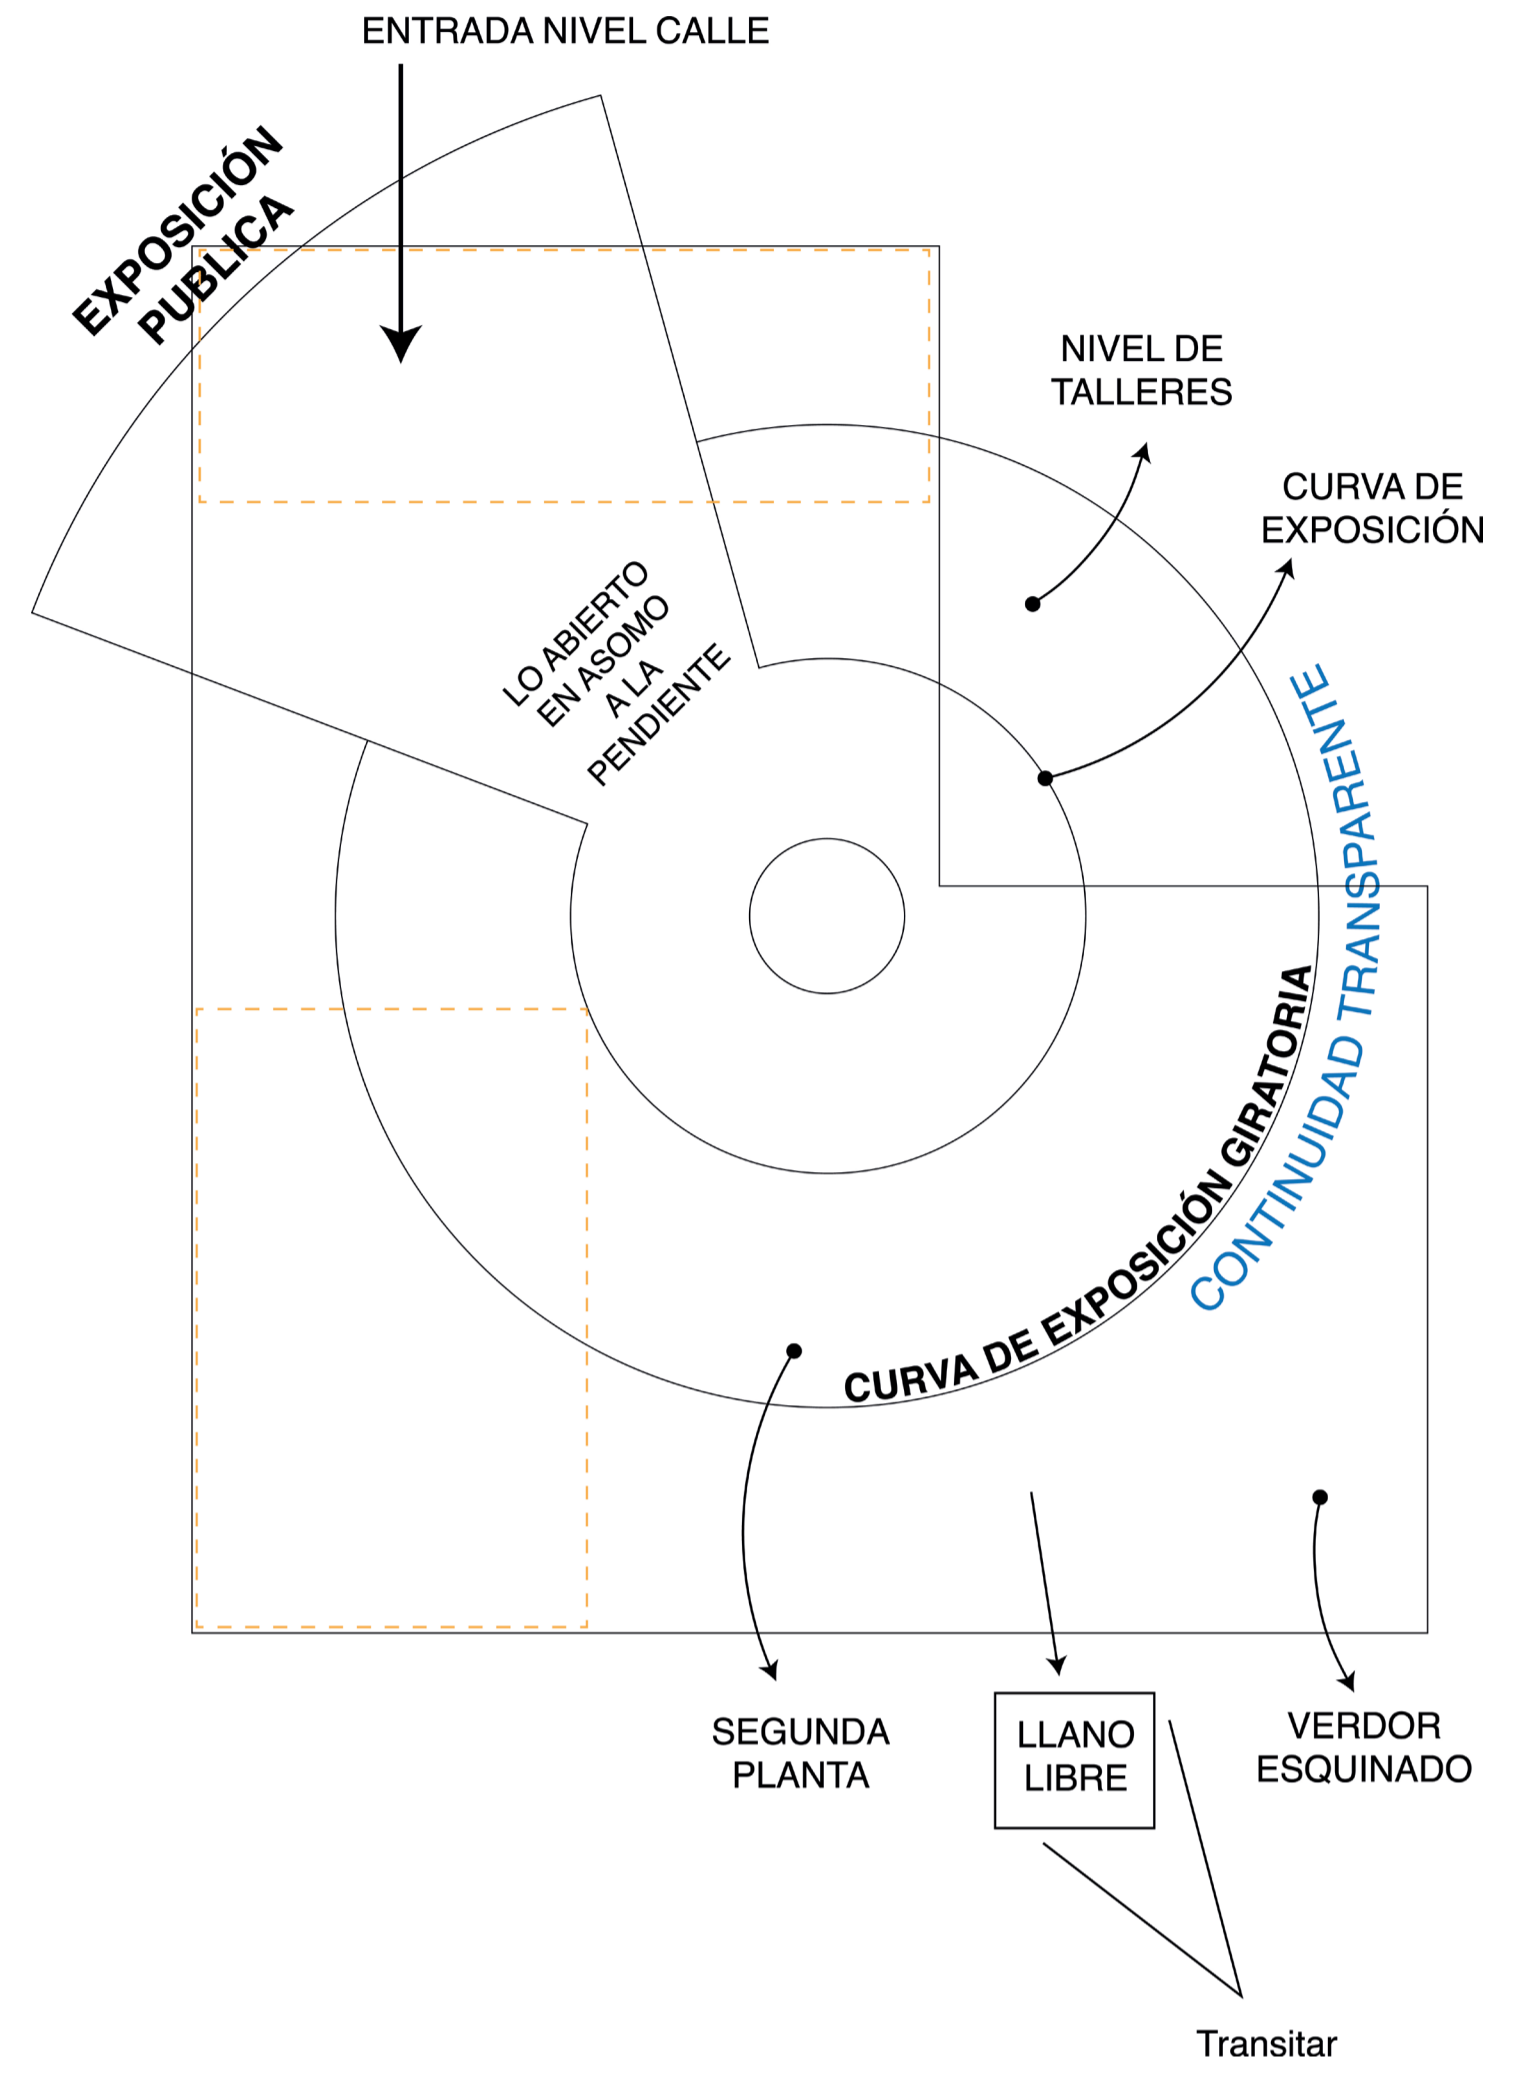 ENTRADA NIVEL CALLE
EXPOSICIÓN
PUBLICA
NIVEL DE
TALLERES
CURVA DE
EXPOSICIÓN
LO ABIERTO
EN ASOMO
A LA
PENDIENTE
CONTINUIDAD TRANSPARENTE
CURVA DE EXPOSICIÓN GIRATORIA
SEGUNDA
PLANTA
LLANO
LIBRE
VERDOR
ESQUINADO
Transitar